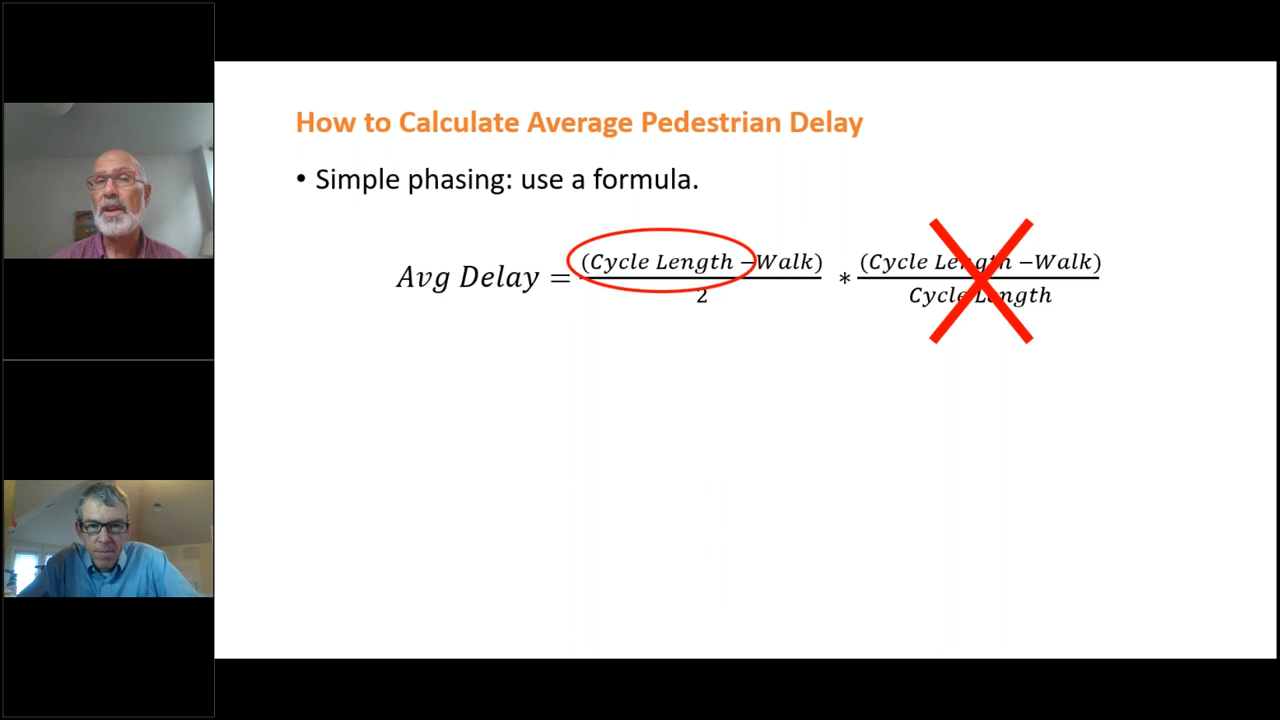 How to Calculate Average Pedestrian Delay
• Simple phasing: use a formula.
Avg Delay = (Cycle Length −Walk) / 2 * (Cycle Length −Walk) / Cycle Length